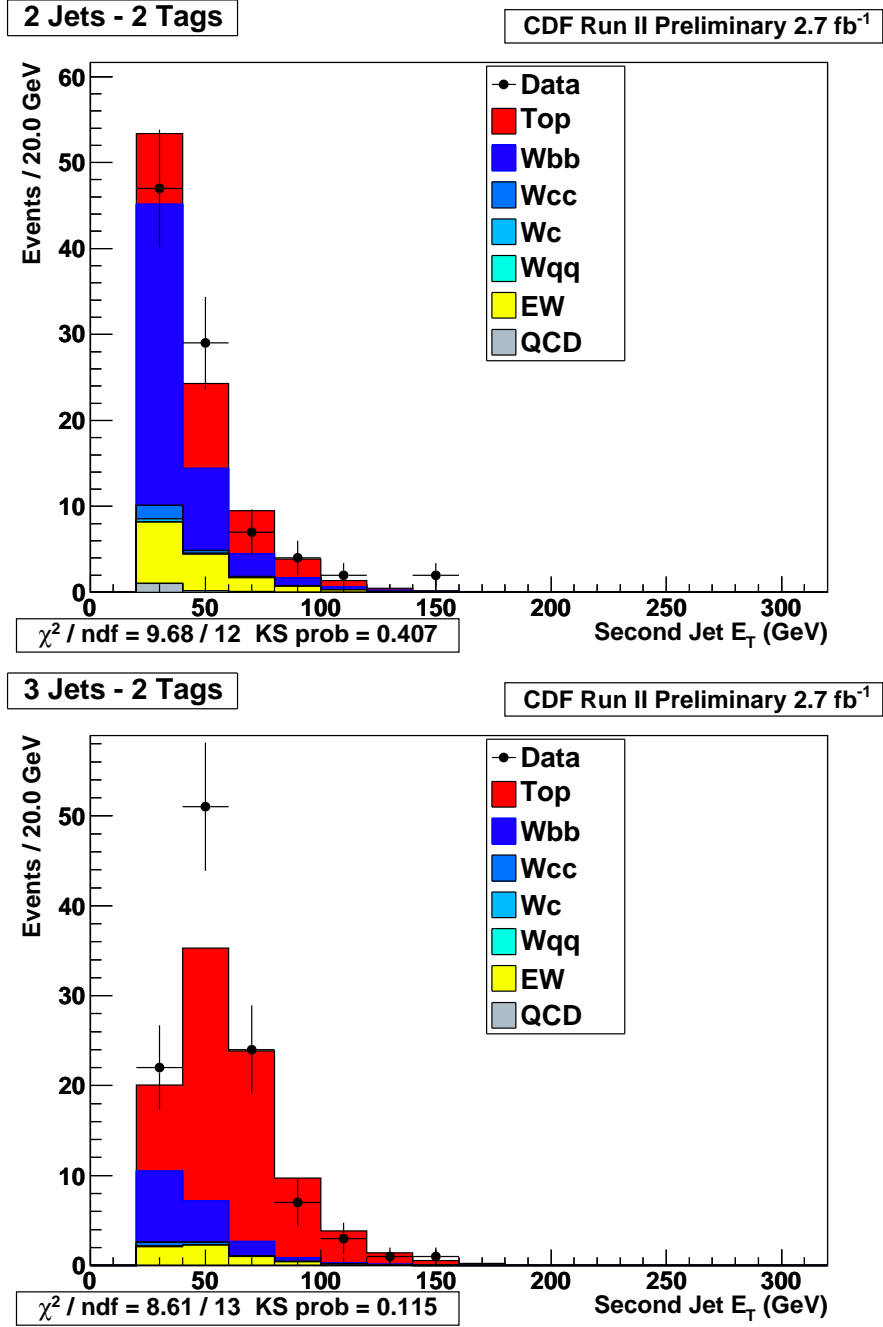 2 Jets - 2 Tags
CDF Run II Preliminary 2.7 fb⁻¹
Events / 20.0 GeV
60
50
40
30
20
10
0
Data
Top
Wbb
Wcc
Wc
Wqq
EW
QCD
0 50 100 150 200 250 300
Second Jet E_T (GeV)
χ² / ndf = 9.68 / 12 KS prob = 0.407
3 Jets - 2 Tags
CDF Run II Preliminary 2.7 fb⁻¹
Events / 20.0 GeV
50
40
30
20
10
0
Data
Top
Wbb
Wcc
Wc
Wqq
EW
QCD
0 50 100 150 200 250 300
Second Jet E_T (GeV)
χ² / ndf = 8.61 / 13 KS prob = 0.115